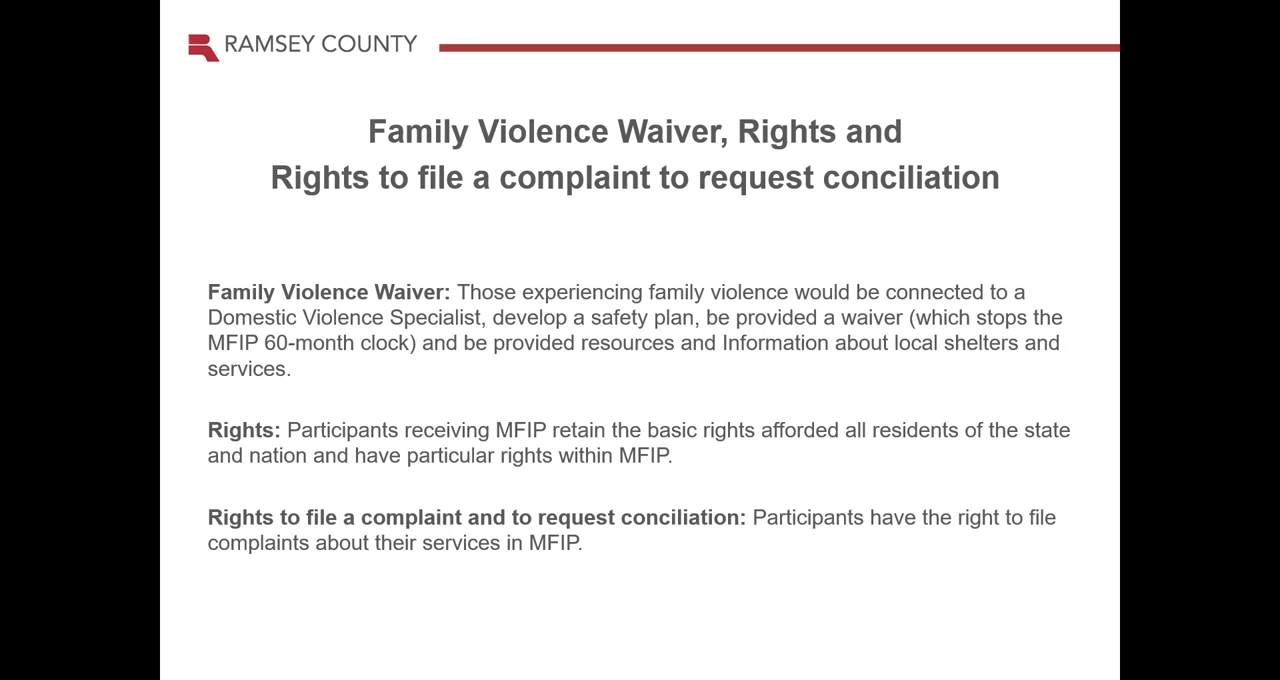 RAMSEY COUNTY
Family Violence Waiver, Rights and
Rights to file a complaint to request conciliation
Family Violence Waiver: Those experiencing family violence would be connected to a
Domestic Violence Specialist, develop a safety plan, be provided a waiver (which stops the
MFIP 60-month clock) and be provided resources and Information about local shelters and
services.
Rights: Participants receiving MFIP retain the basic rights afforded all residents of the state
and nation and have particular rights within MFIP.
Rights to file a complaint and to request conciliation: Participants have the right to file
complaints about their services in MFIP.